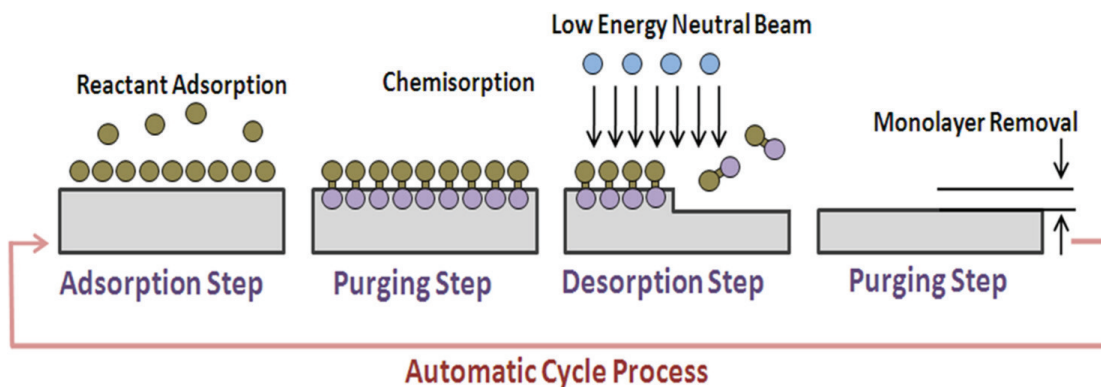 Low Energy Neutral Beam
Reactant Adsorption
Chemisorption
Monolayer Removal
Adsorption Step
Purging Step
Desorption Step
Purging Step
Automatic Cycle Process